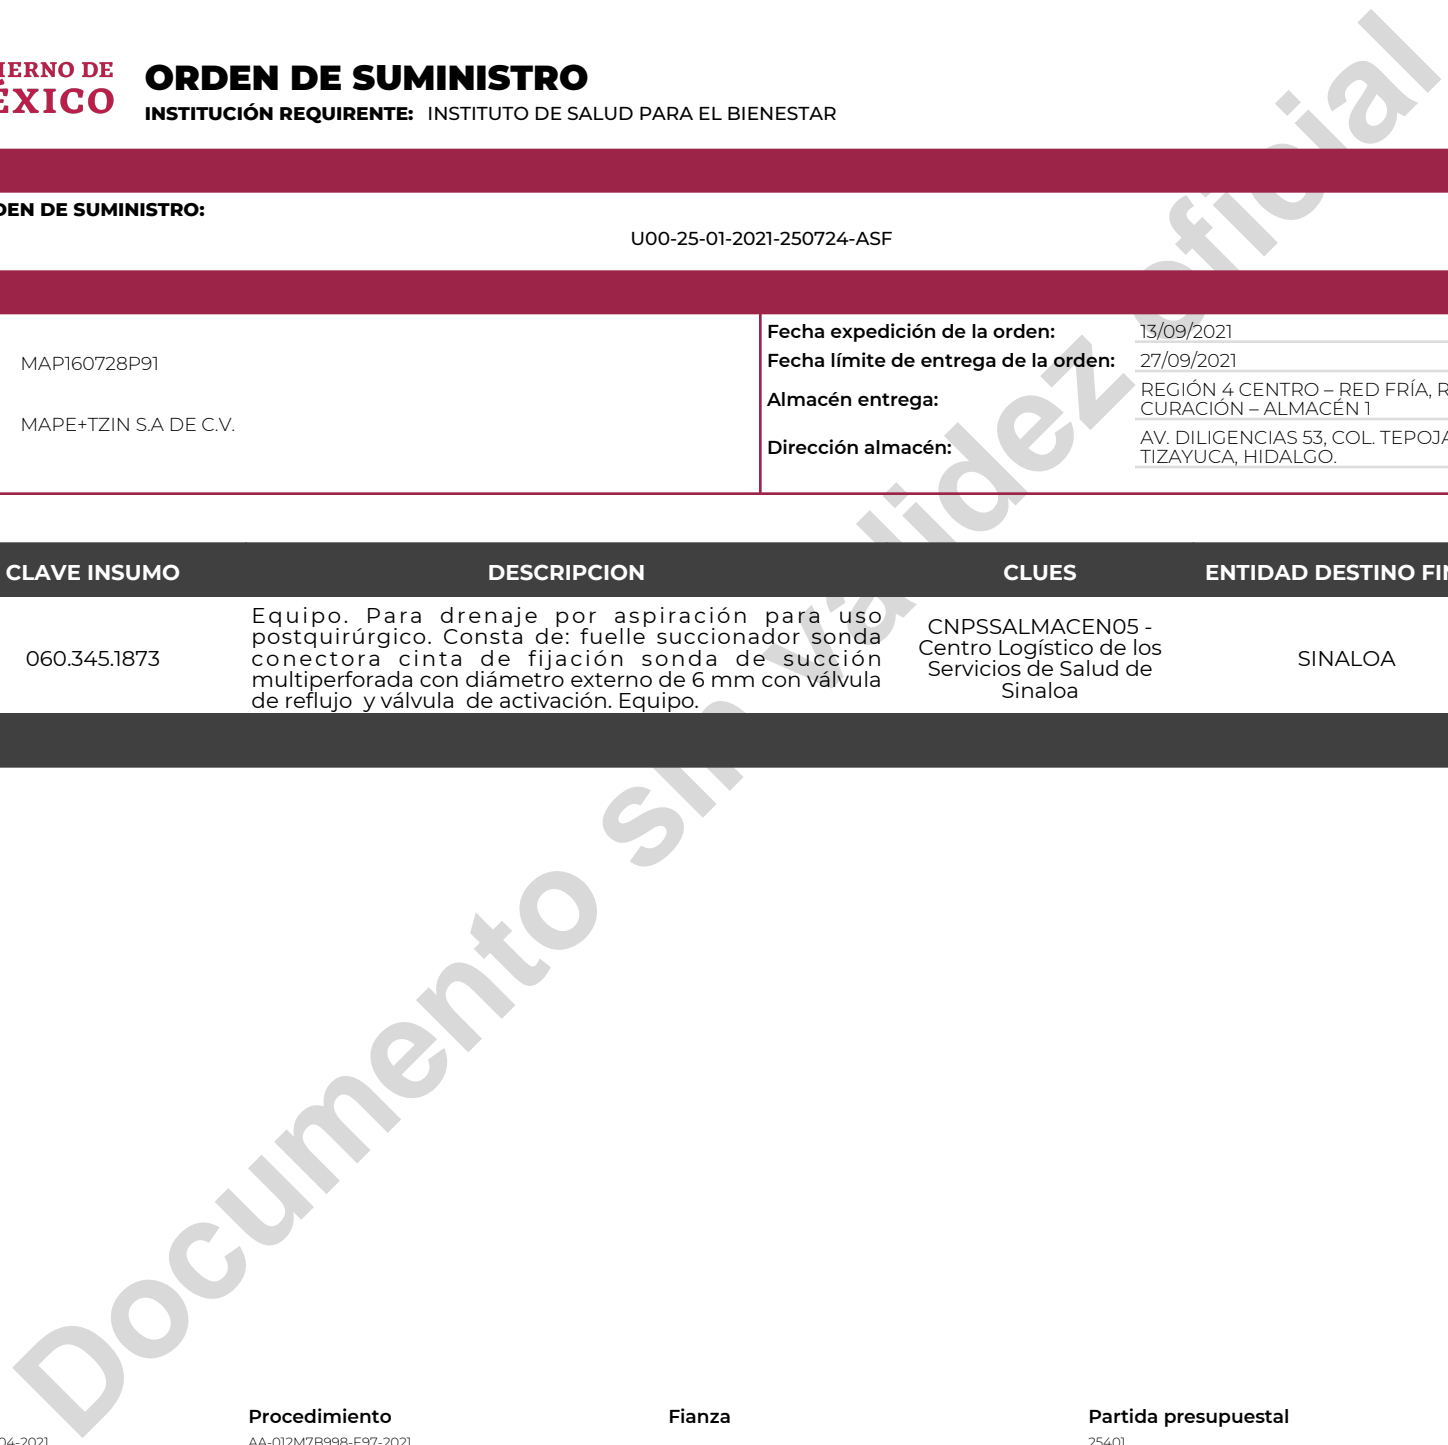 ORDEN DE SUMINISTRO
DE
INSTITUCIÓN REQUIRENTE: INSTITUTO DE SALUD PARA EL BIENESTAR
DE SUMINISTRO:
U00-25-01-2021-250724-ASF
MAP160728P91
MAPE+TZIN S.A DE C.V.
Fecha expedición de la orden: 13/09/2021
Fecha límite de entrega de la orden: 27/09/2021
Almacén entrega: REGIÓN 4 CENTRO – RED FRÍA,
CURACIÓN – ALMACÉN 1
Dirección almacén: AV. DILIGENCIAS 53, COL.
TIZAYUCA, HIDALGO.
CLAVE INSUMO DESCRIPCION CLUES ENTIDAD DESTINO
060.345.1873
Equipo. Para drenaje por aspiración para uso
postquirúrgico. Consta de: fuelle succionador sonda
conectora cinta de fijación sonda de succión
multiperforada con diámetro externo de 6 mm con válvula
de reflujo y válvula de activación. Equipo.
CNPSSALMACEN05 -
Centro Logístico de los
Servicios de Salud de
Sinaloa
SINALOA
Documento sin validez oficial
Procedimiento Fianza Partida presupuestal
AA-012M7B998-E97-2021 25401